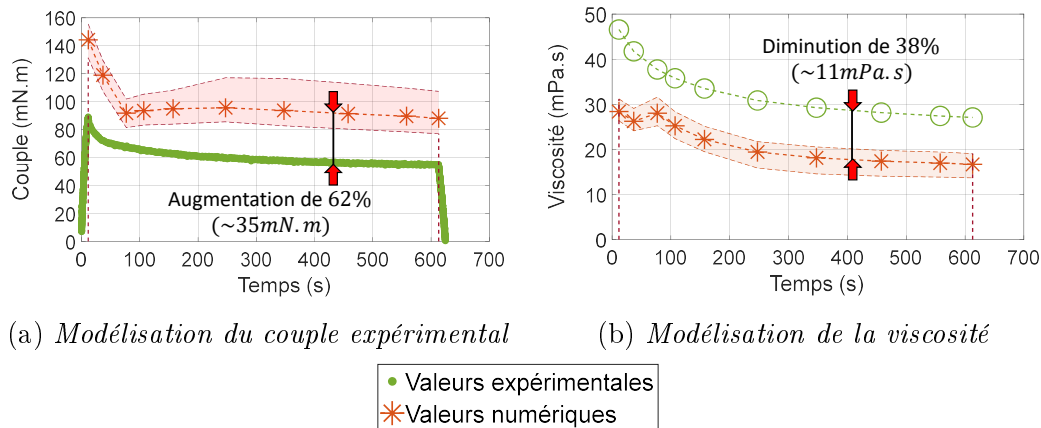 160
140
120
100
80
60
40
20
0
Couple (mN.m)
Augmentation de 62%
(~35mN.m)
0 100 200 300 400 500 600 700
Temps (s)
50
40
30
20
10
0
Viscosité (mPa.s)
Diminution de 38%
(~11mPa.s)
0 100 200 300 400 500 600 700
Temps (s)
(a) Modélisation du couple expérimental
(b) Modélisation de la viscosité
Valeurs expérimentales
Valeurs numériques